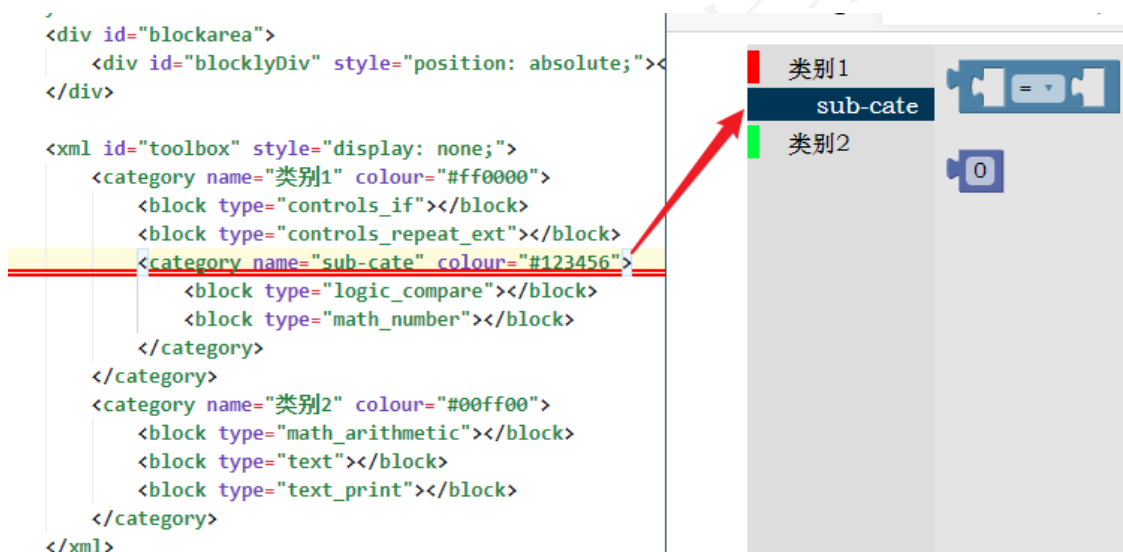 <div id="blockarea">
<div id="blocklyDiv" style="position: absolute;"><
</div>
<xml id="toolbox" style="display: none;">
<category name="类别1" colour="#ff0000">
<block type="controls_if"></block>
<block type="controls_repeat_ext"></block>
<category name="sub-cate" colour="#123456">
<block type="logic_compare"></block>
<block type="math_number"></block>
</category>
</category>
<category name="类别2" colour="#00ff00">
<block type="math_arithmetic"></block>
<block type="text"></block>
<block type="text_print"></block>
</category>
</xml>
类别1
sub-cate
类别2
=
0